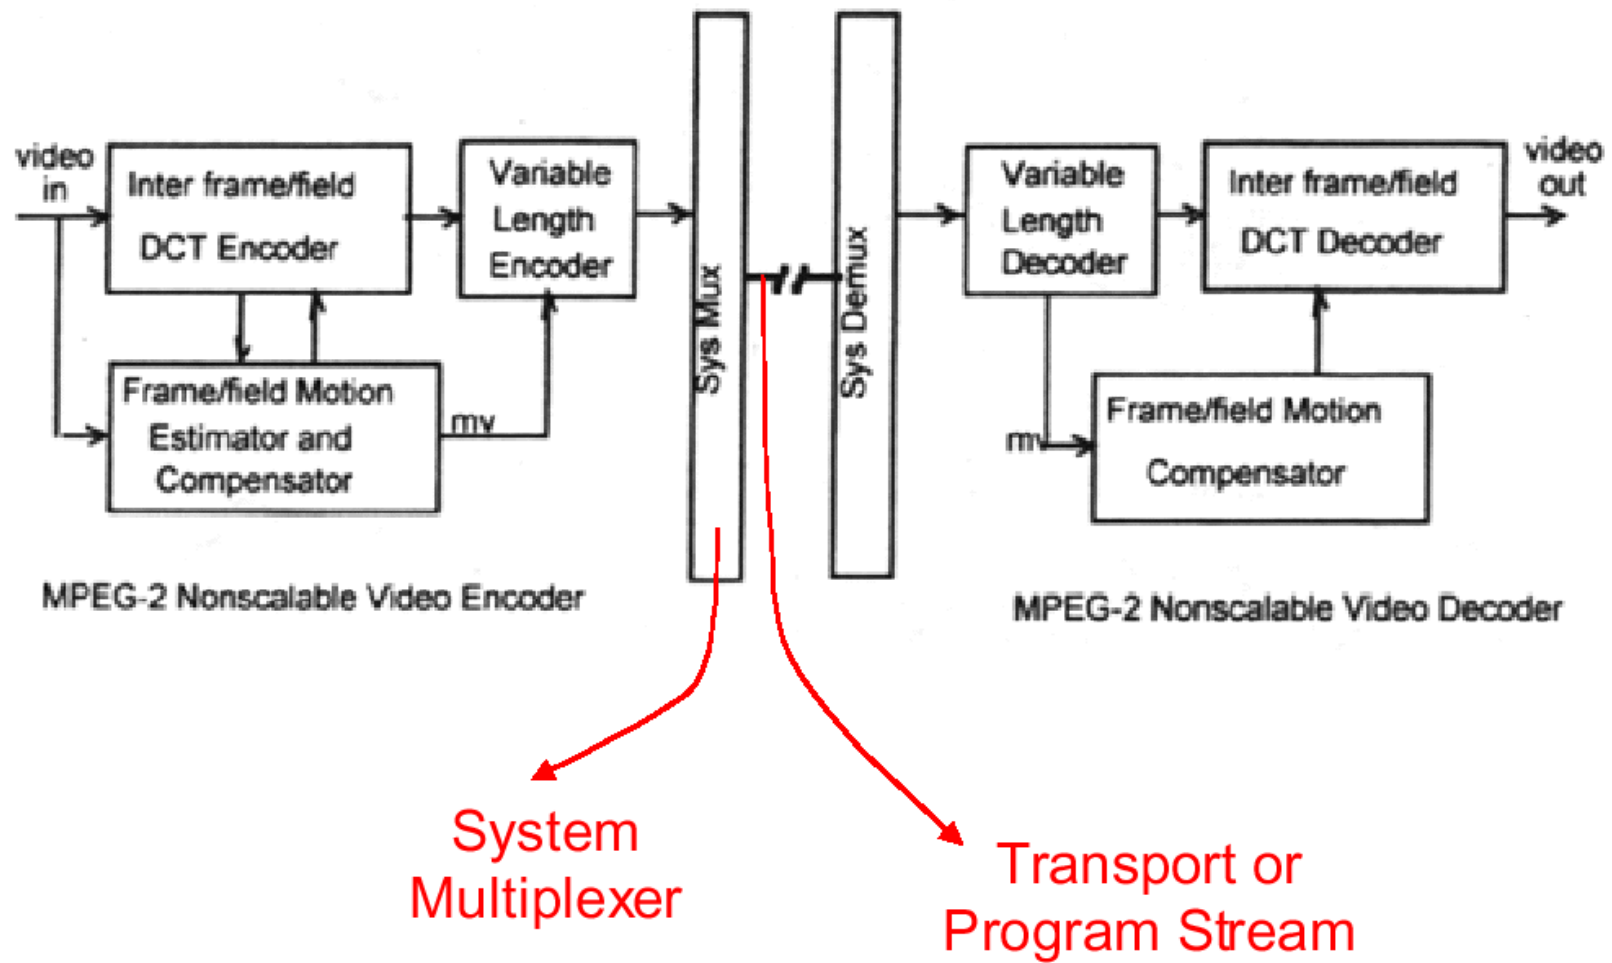 video
in
Inter frame/field
DCT Encoder
Variable
Length
Encoder
Frame/field Motion
Estimator and
Compensator
mv
MPEG-2 Nonscalable Video Encoder
Sys Mux
Sys Demux
Variable
Length
Decoder
Inter frame/field
DCT Decoder
video
out
mv
Frame/field Motion
Compensator
MPEG-2 Nonscalable Video Decoder
System
Multiplexer
Transport or
Program Stream